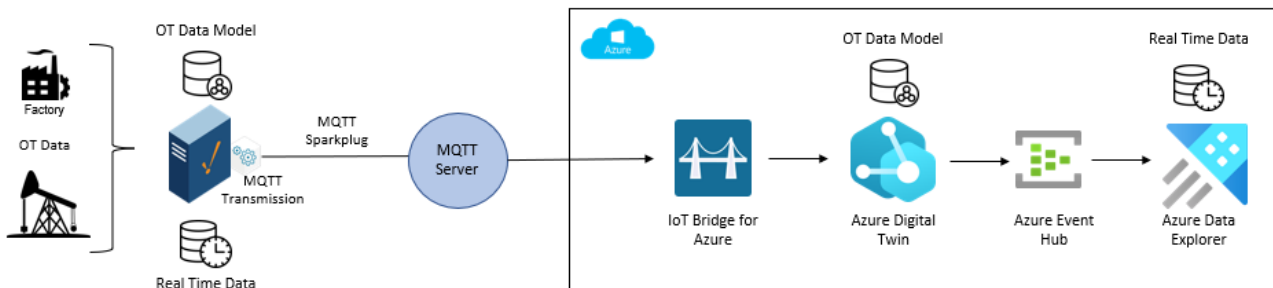 OT Data Model
Factory
OT Data
MQTT
Transmission
Real Time Data
MQTT
Sparkplug
MQTT
Server
Azure
IoT Bridge for
Azure
OT Data Model
Azure Digital
Twin
Azure Event
Hub
Real Time Data
Azure Data
Explorer